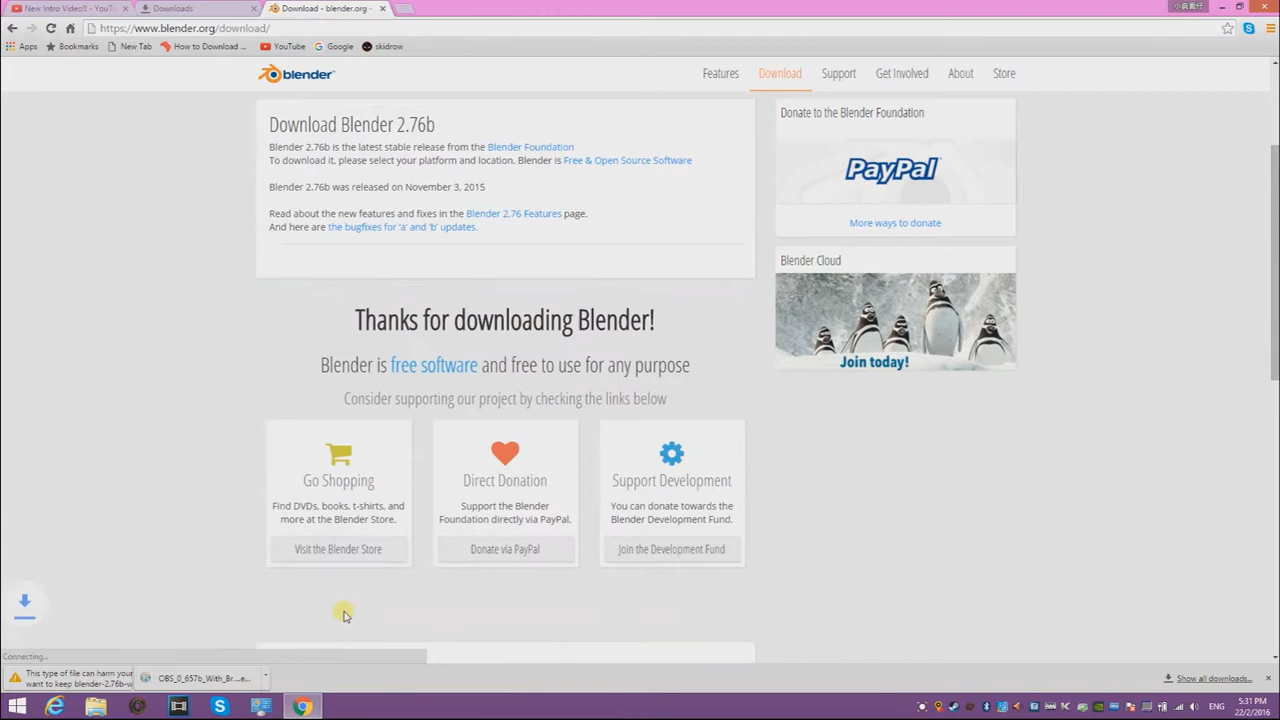 New Intro Video!! - YouTu
Downloads
Download - blender.org -
小貪貪仔
https://www.blender.org/download/
Apps
Bookmarks
New Tab
How to Download ...
YouTube
Google
skidrow
blender
Features
Download
Support
Get Involved
About
Store
Download Blender 2.76b
Blender 2.76b is the latest stable release from the Blender Foundation
To download it, please select your platform and location. Blender is Free & Open Source Software
Blender 2.76b was released on November 3, 2015
Read about the new features and fixes in the Blender 2.76 Features page.
And here are the bugfixes for 'a' and 'b' updates.
Donate to the Blender Foundation
PayPal
More ways to donate
Blender Cloud
Join today!
Thanks for downloading Blender!
Blender is free software and free to use for any purpose
Consider supporting our project by checking the links below
Go Shopping
Find DVDs, books, t-shirts, and
more at the Blender Store.
Visit the Blender Store
Direct Donation
Support the Blender
Foundation directly via PayPal.
Donate via PayPal
Support Development
You can donate towards the
Blender Development Fund.
Join the Development Fund
Connecting...
This type of file can harm your
want to keep blender-2.76b-w
OBS_0_657b_With_Br...e...
Show all downloads...
ENG
5:31 PM
22/2/2016